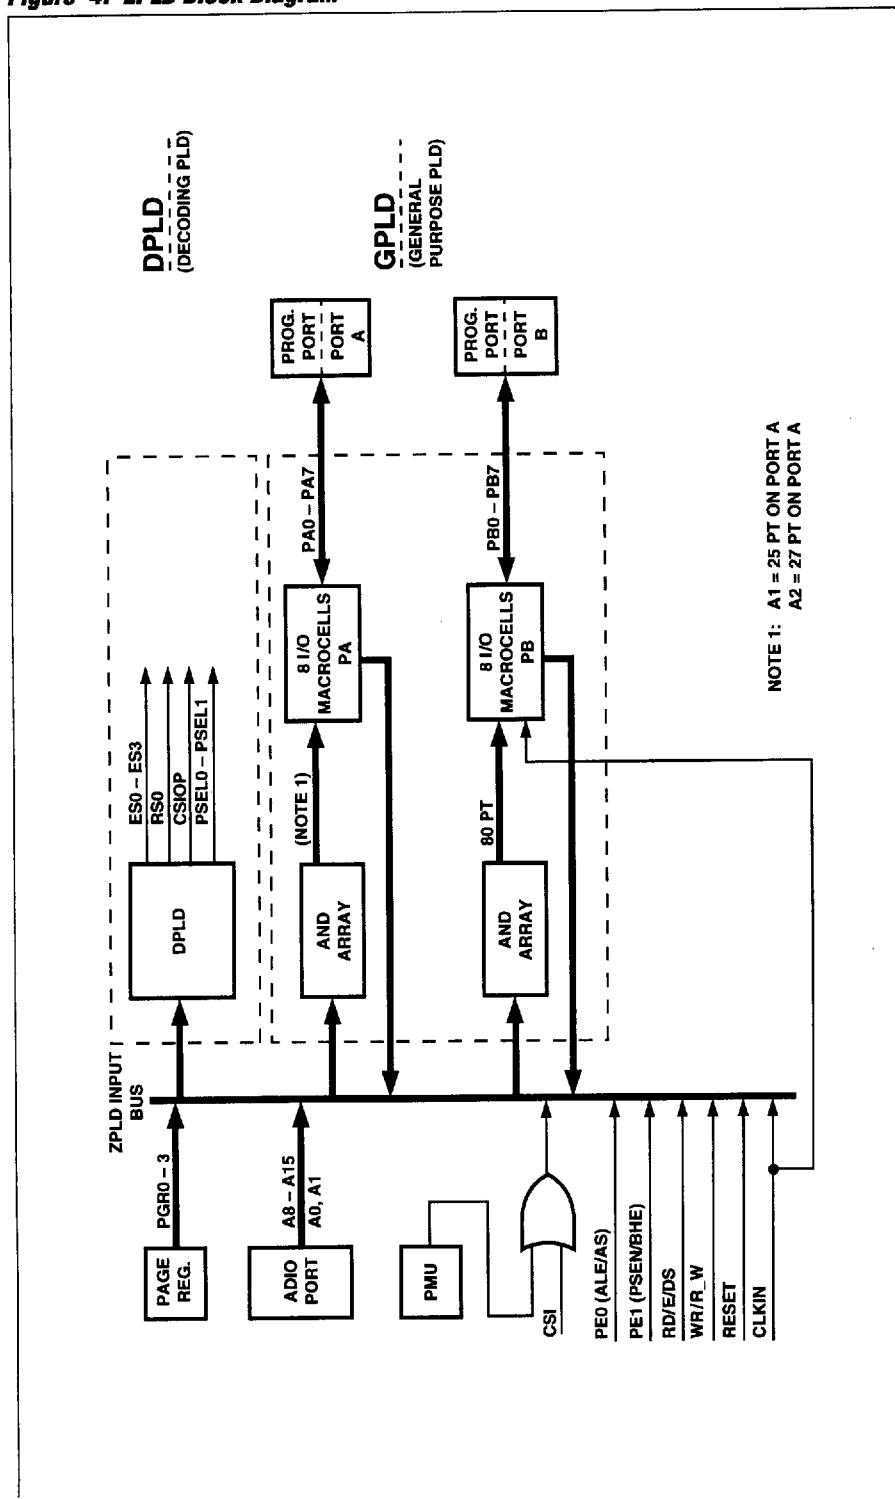 Figure 4. ZPLD Block Diagram
DPLD
(DECODING PLD)
GPLD
(GENERAL
PURPOSE PLD)
PROG.
PORT
PORT
A
PROG.
PORT
PORT
B
PA0 – PA7
PB0 – PB7
8 I/O
MACROCELLS
PA
8 I/O
MACROCELLS
PB
ES0 – ES3
RS0
CSIOP
PSEL0 – PSEL1
(NOTE 1)
80 PT
DPLD
AND
ARRAY
AND
ARRAY
ZPLD INPUT
BUS
PGR0 – 3
A8 – A15
A0, A1
PAGE
REG.
ADIO
PORT
PMU
CSI
PE0 (ALE/AS)
PE1 (PSEN/BHE)
RD/E/DS
WR/R_W
RESET
CLKIN
NOTE 1: A1 = 25 PT ON PORT A
A2 = 27 PT ON PORT A